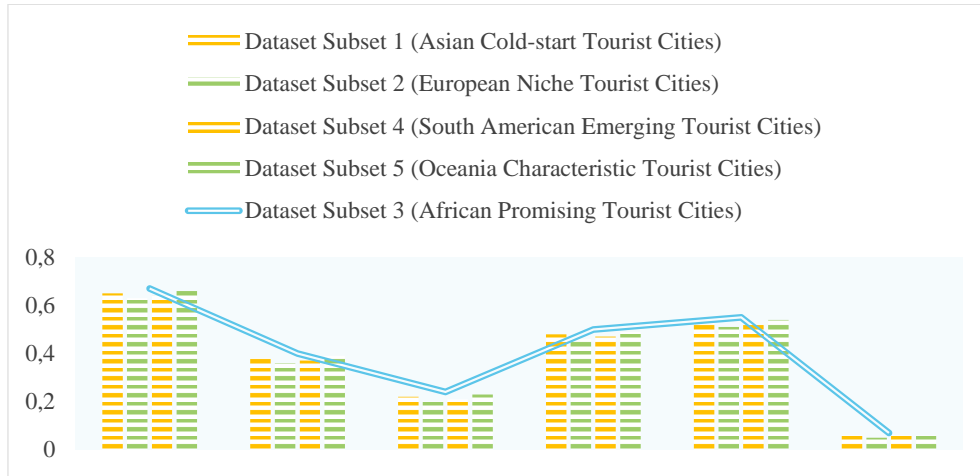 Dataset Subset 1 (Asian Cold-start Tourist Cities)
Dataset Subset 2 (European Niche Tourist Cities)
Dataset Subset 4 (South American Emerging Tourist Cities)
Dataset Subset 5 (Oceania Characteristic Tourist Cities)
Dataset Subset 3 (African Promising Tourist Cities)
0,8
0,6
0,4
0,2
0